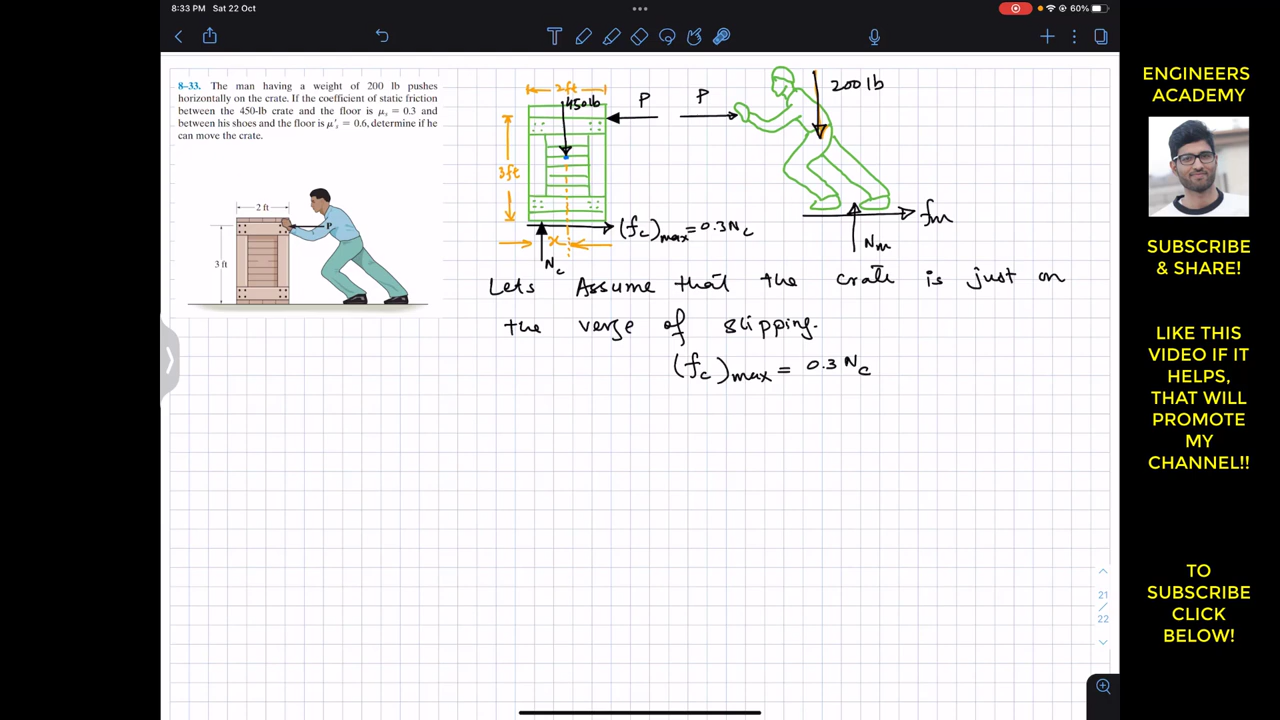 8:33 PM Sat 22 Oct
60%
8–33. The man having a weight of 200 lb pushes
horizontally on the crate. If the coefficient of static friction
between the 450-lb crate and the floor is μs = 0.3 and
between his shoes and the floor is μ's = 0.6, determine if he
can move the crate.
2 ft
P
3 ft
2ft
450lb
P
P
200 lb
3ft
(fc)max = 0.3Nc
fm
x
Nc
Nm
Lets Assume that the crate is just on
the verge of slipping.
(fc)max = 0.3 Nc
21
/
22
ENGINEERS
ACADEMY
SUBSCRIBE
& SHARE!
LIKE THIS
VIDEO IF IT
HELPS,
THAT WILL
PROMOTE
MY
CHANNEL!!
TO
SUBSCRIBE
CLICK
BELOW!